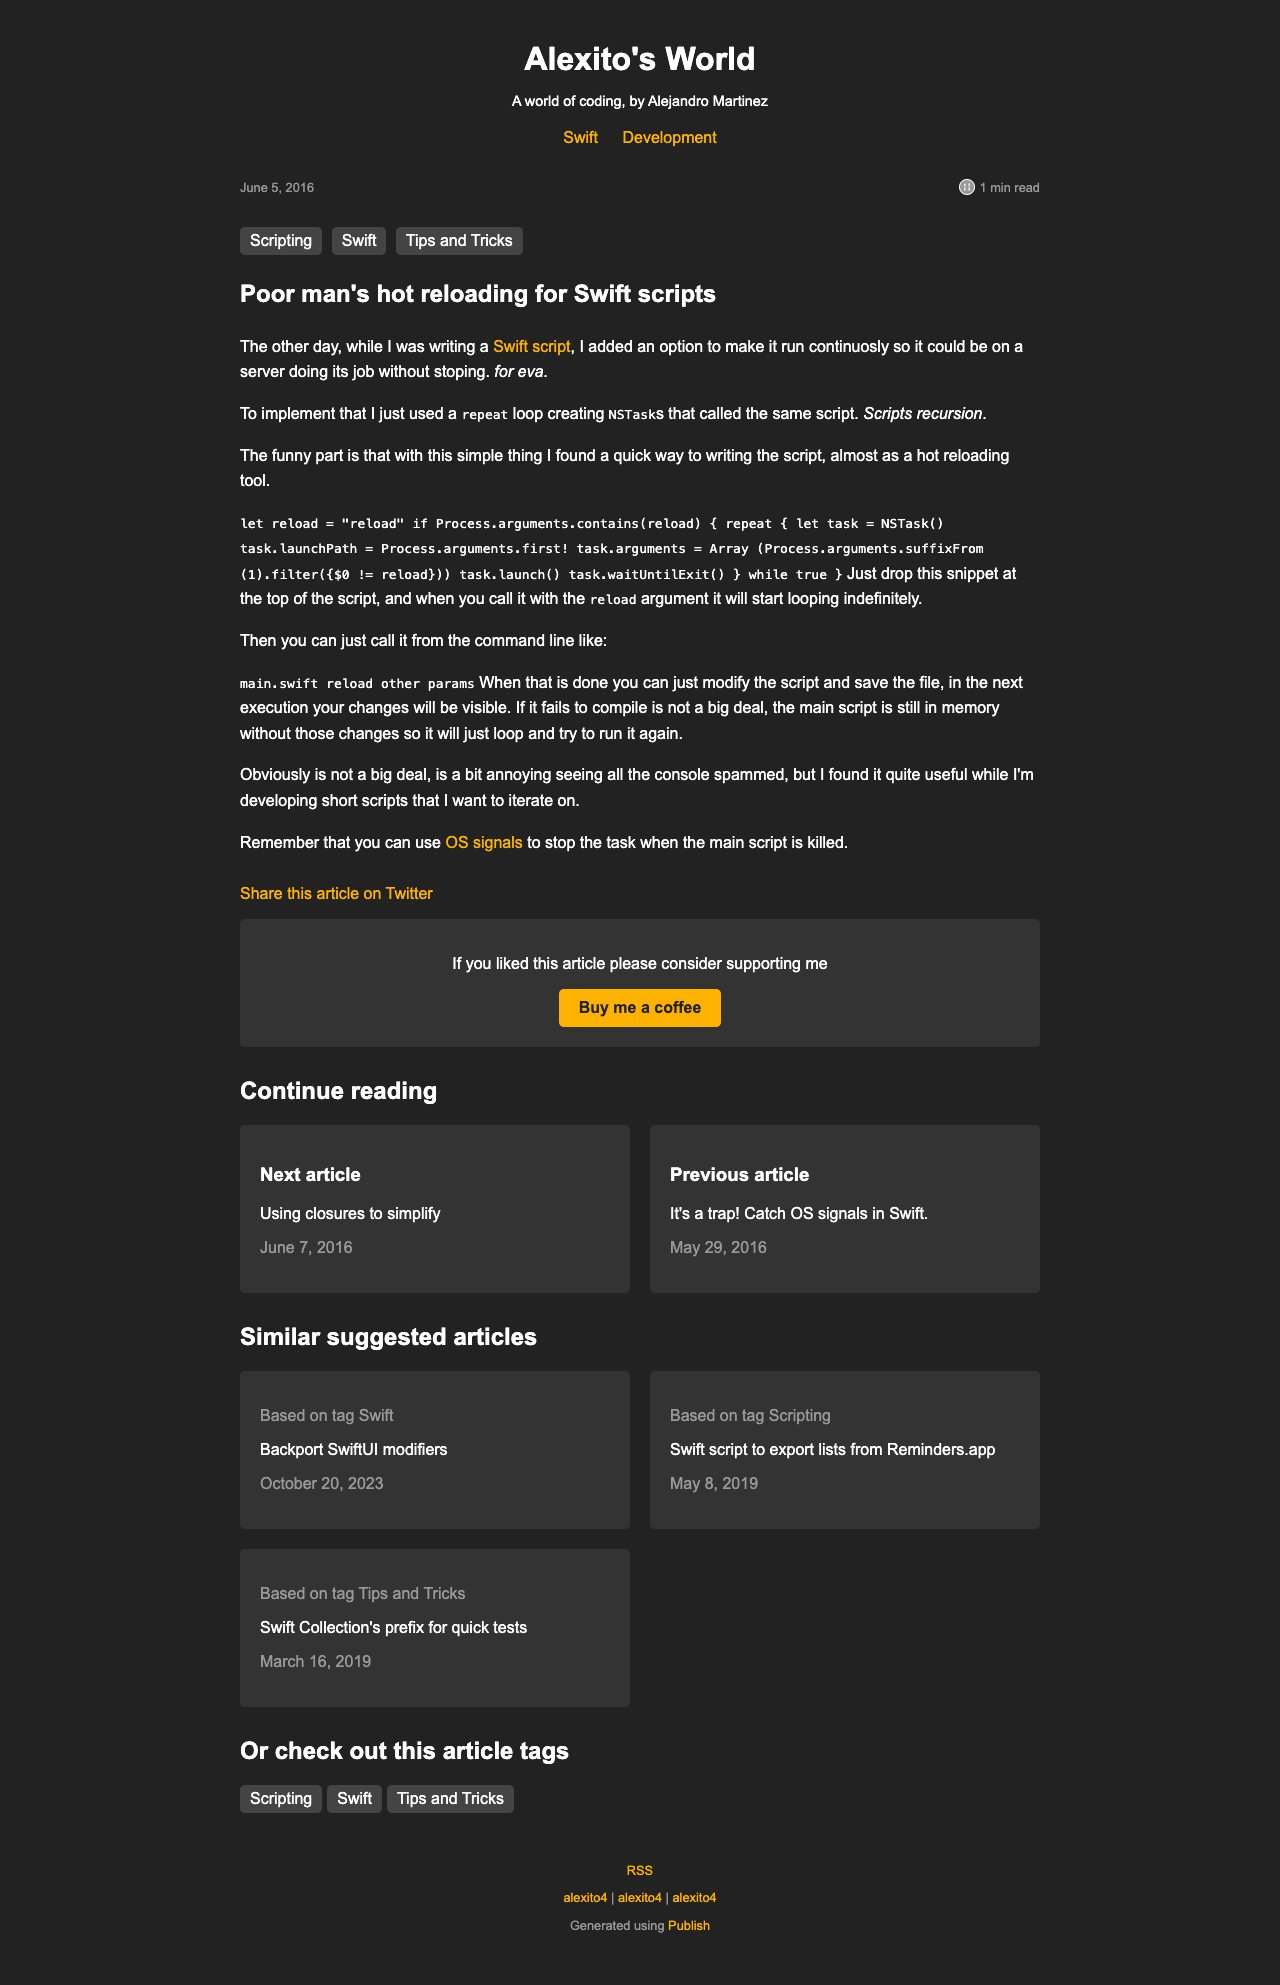 Alexito's World
A world of coding, by Alejandro Martinez
Swift Development
June 5, 2016 1 min read
Scripting Swift Tips and Tricks
Poor man's hot reloading for Swift scripts
The other day, while I was writing a Swift script, I added an option to make it run continuosly so it could be on a
server doing its job without stoping. for eva.
To implement that I just used a repeat loop creating NSTasks that called the same script. Scripts recursion.
The funny part is that with this simple thing I found a quick way to writing the script, almost as a hot reloading
tool.
let reload = "reload" if Process.arguments.contains(reload) { repeat { let task = NSTask()
task.launchPath = Process.arguments.first! task.arguments = Array (Process.arguments.suffixFrom
(1).filter({$0 != reload})) task.launch() task.waitUntilExit() } while true } Just drop this snippet at
the top of the script, and when you call it with the reload argument it will start looping indefinitely.
Then you can just call it from the command line like:
main.swift reload other params When that is done you can just modify the script and save the file, in the next
execution your changes will be visible. If it fails to compile is not a big deal, the main script is still in memory
without those changes so it will just loop and try to run it again.
Obviously is not a big deal, is a bit annoying seeing all the console spammed, but I found it quite useful while I'm
developing short scripts that I want to iterate on.
Remember that you can use OS signals to stop the task when the main script is killed.
Share this article on Twitter
If you liked this article please consider supporting me
Buy me a coffee
Continue reading
Next article
Using closures to simplify
June 7, 2016
Previous article
It's a trap! Catch OS signals in Swift.
May 29, 2016
Similar suggested articles
Based on tag Swift
Backport SwiftUI modifiers
October 20, 2023
Based on tag Scripting
Swift script to export lists from Reminders.app
May 8, 2019
Based on tag Tips and Tricks
Swift Collection's prefix for quick tests
March 16, 2019
Or check out this article tags
Scripting Swift Tips and Tricks
RSS
alexito4 | alexito4 | alexito4
Generated using Publish